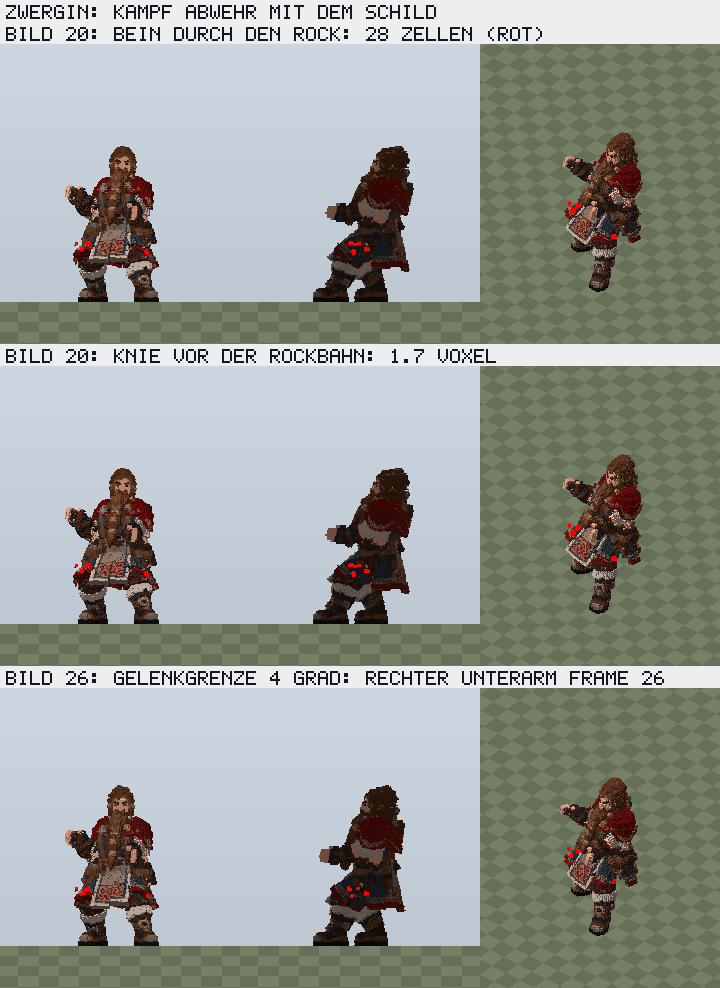 ZWERGIN: KAMPF ABWEHR MIT DEM SCHILD
BILD 20: BEIN DURCH DEN ROCK: 28 ZELLEN (ROT)
BILD 20: KNIE VOR DER ROCKBAHN: 1.7 VOXEL
BILD 26: GELENKGRENZE 4 GRAD: RECHTER UNTERARM FRAME 26